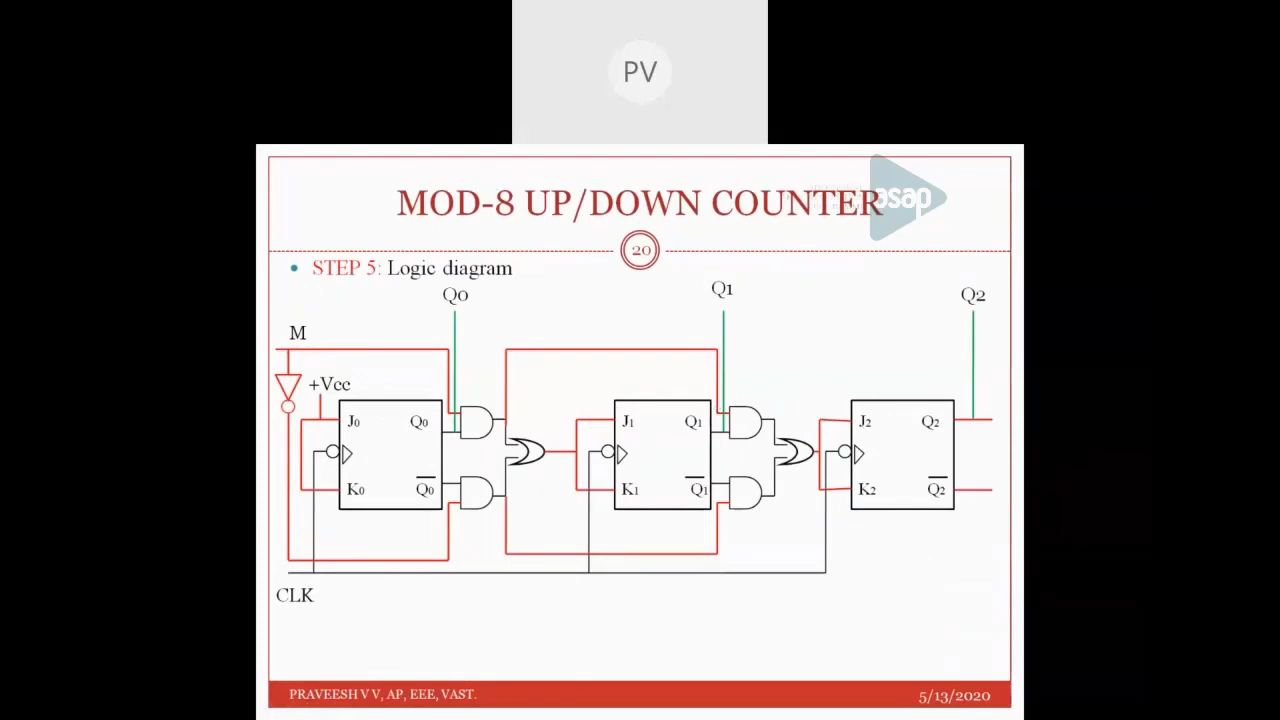 PV
MOD-8 UP/DOWN COUNTER
asap
20
• STEP 5: Logic diagram
Q0
Q1
Q2
M
+Vcc
J0
Q0
J1
Q1
J2
Q2
K0
Q0
K1
Q1
K2
Q2
CLK
PRAVEESH V V, AP, EEE, VAST.
5/13/2020